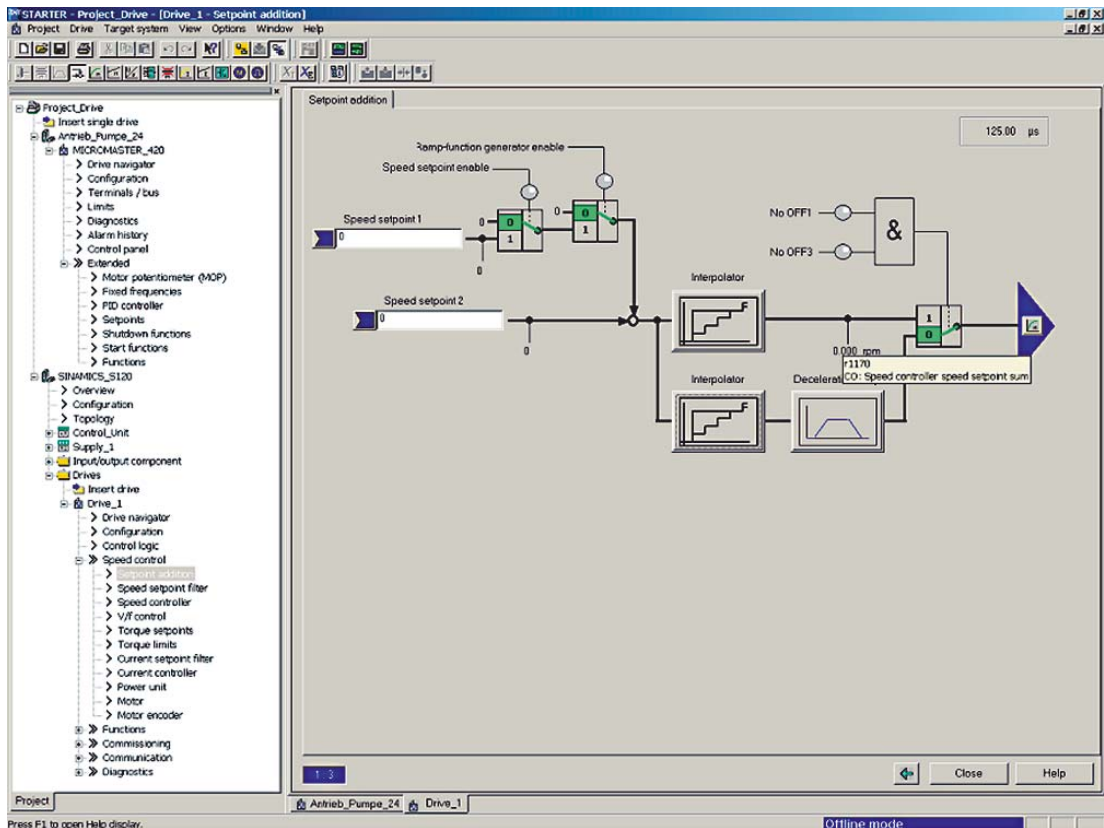 STARTER - Project_Drive - [Drive_1 - Setpoint addition]
Project Drive Target system View Options Window Help
Project_Drive
Insert single drive
Antrieb_Pumpe_24
MICROMASTER_420
Drive navigator
Configuration
Terminals / bus
Limits
Diagnostics
Alarm history
Control panel
Extended
Motor potentiometer (MOP)
Fixed frequencies
PID controller
Setpoints
Shutdown functions
Start functions
Functions
SINAMICS_S120
Overview
Configuration
Topology
Control_Unit
Supply_1
Input/output component
Drives
Insert drive
Drive_1
Drive navigator
Configuration
Control logic
Speed control
Setpoint addition
Speed setpoint filter
Speed controller
V/f control
Torque setpoints
Torque limits
Current setpoint filter
Current controller
Power unit
Motor
Motor encoder
Functions
Commissioning
Communication
Diagnostics
Project
Setpoint addition
125.00 µs
Ramp-function generator enable
Speed setpoint enable
Speed setpoint 1
0
0
0
1
0
0
0
1
Speed setpoint 2
0
0
No OFF1
No OFF3
&
Interpolator
1
0
0.000 rpm
r1170
CO: Speed controller speed setpoint sum
Interpolator
Decelerat
1 : 3
Close
Help
Antrieb_Pumpe_24
Drive_1
Press F1 to open Help display.
Offline mode